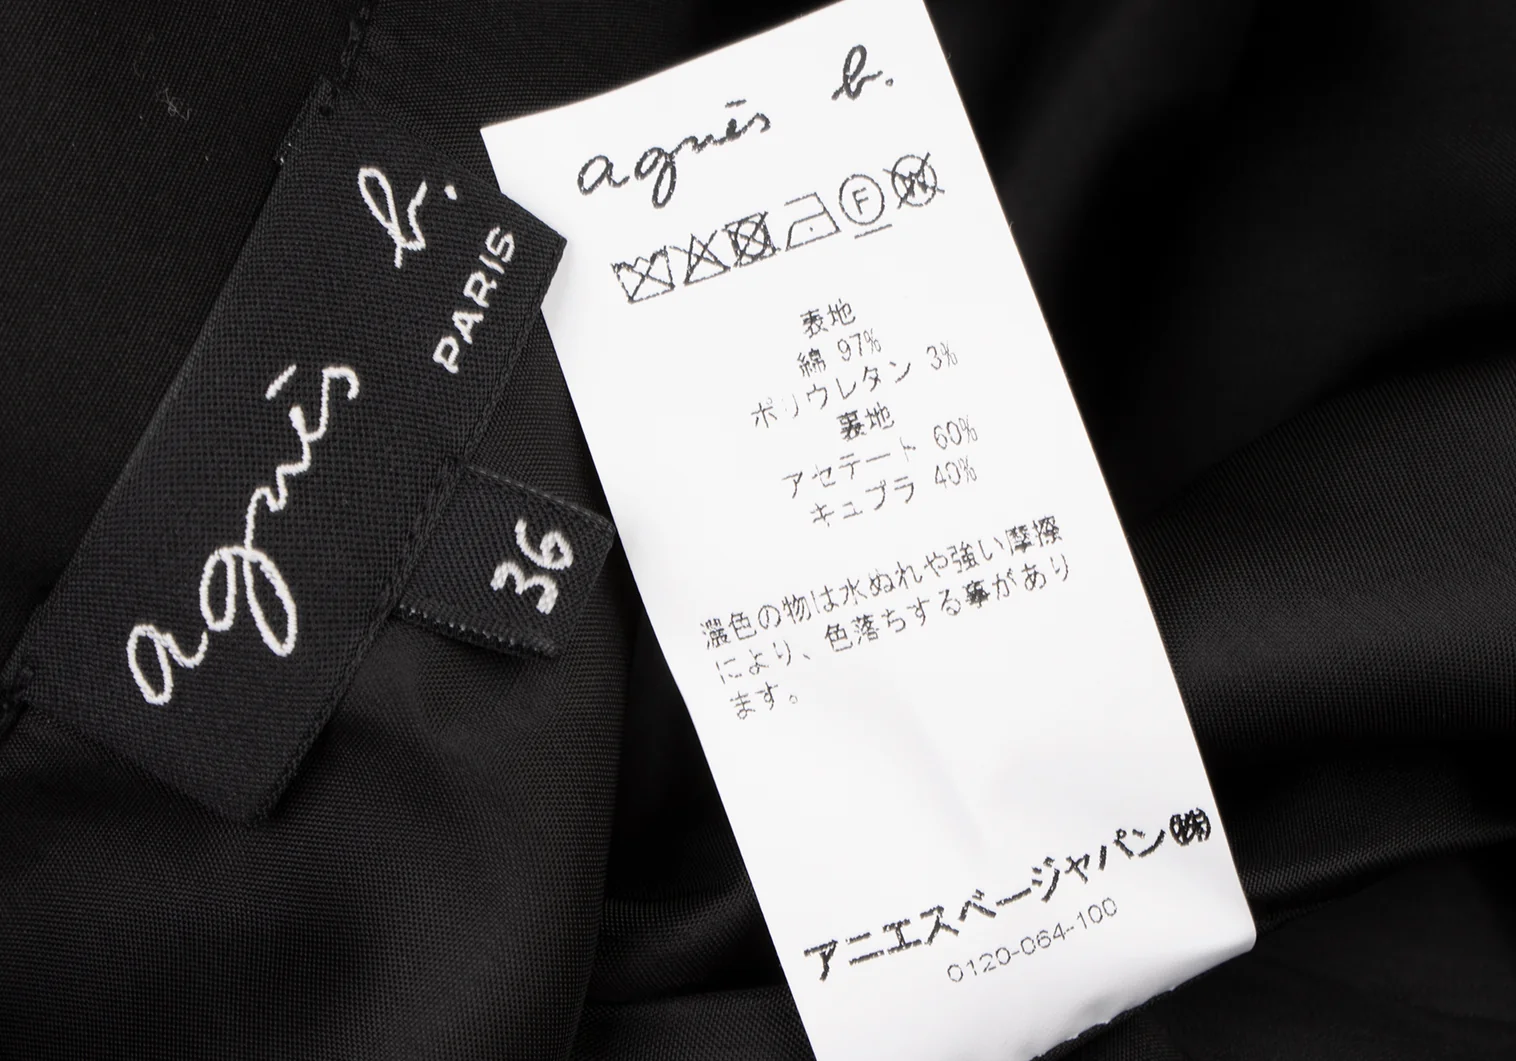 agnès b.
PARIS
36
agnès b.
F
W
表地
綿 97%
ポリウレタン 3%
裏地
アセテート 60%
キュプラ 40%
濃色の物は水ぬれや強い摩擦
により、色落ちする事があり
ます。
アニエスベージャパン㈱
0120-064-100